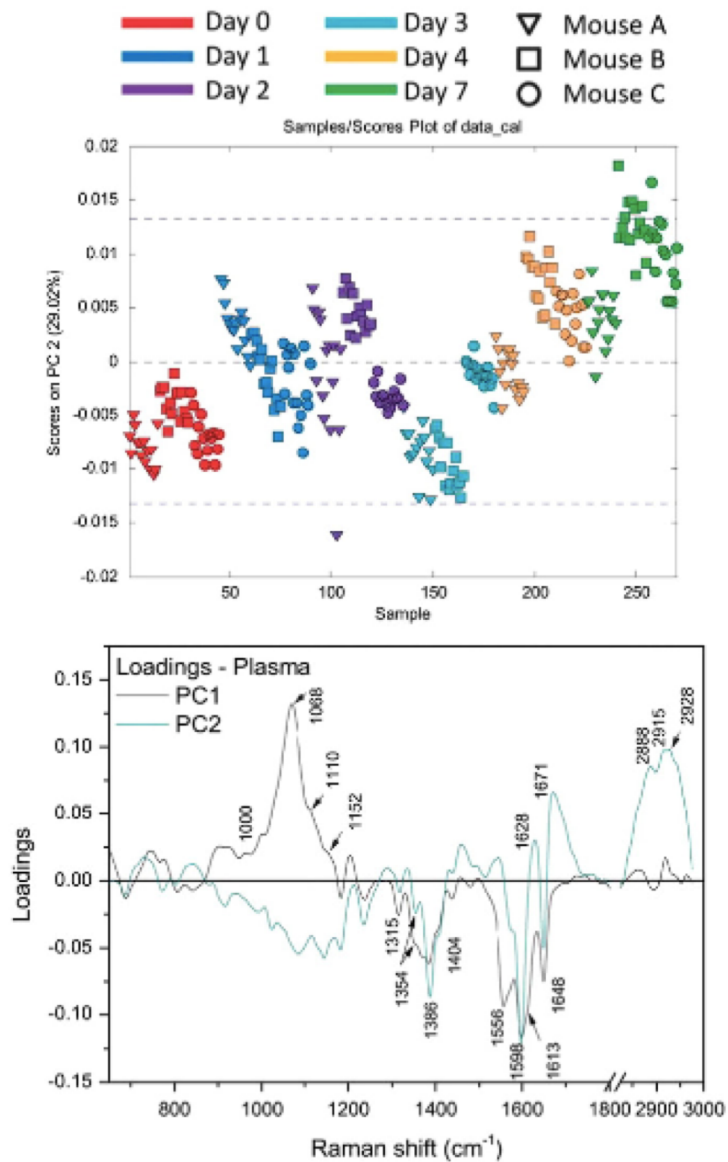 Day 0 Day 3 Mouse A
Day 1 Day 4 Mouse B
Day 2 Day 7 Mouse C
Samples/Scores Plot of data_cal
Scores on PC 2 (29.02%)
0.02
0.015
0.01
0.005
0
-0.005
-0.01
-0.015
-0.02
50 100 150 200 250
Sample
Loadings - Plasma
PC1
PC2
Loadings
0.15
0.10
0.05
0.00
-0.05
-0.10
-0.15
1000
1068
1110
1152
1315
1354
1386
1404
1556
1598
1613
1628
1648
1671
2888
2915
2928
800 1000 1200 1400 1600 1800 2900 3000
Raman shift (cm⁻¹)